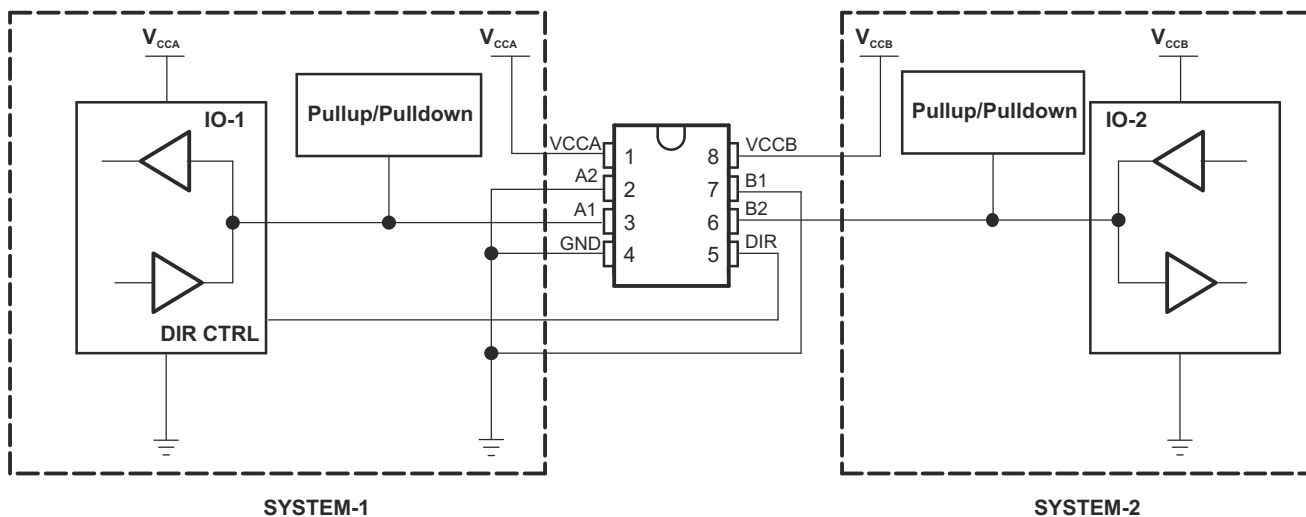 VCCA
VCCA
VCCB
VCCB
IO-1
Pullup/Pulldown
Pullup/Pulldown
IO-2
VCCA
1
8
VCCB
A2
2
7
B1
A1
3
6
B2
GND
4
5
DIR
DIR CTRL
SYSTEM-1
SYSTEM-2